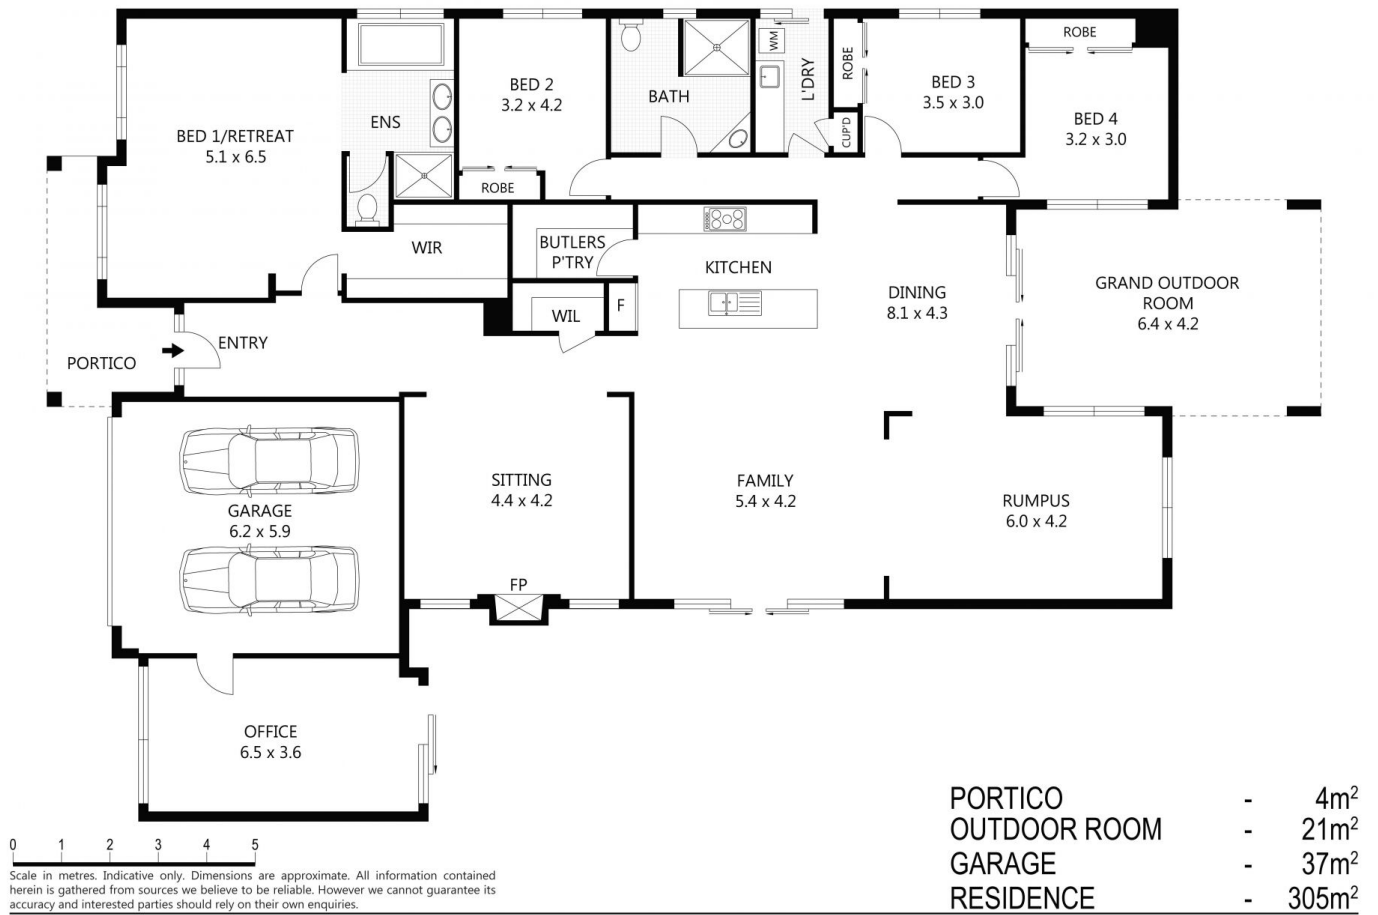 BED 1/RETREAT
5.1 x 6.5
ENS
BED 2
3.2 x 4.2
ROBE
BATH
WM
L'DRY
ROBE
CUP'D
BED 3
3.5 x 3.0
ROBE
BED 4
3.2 x 3.0
WIR
BUTLERS
P'TRY
KITCHEN
WIL
F
DINING
8.1 x 4.3
GRAND OUTDOOR
ROOM
6.4 x 4.2
PORTICO
ENTRY
GARAGE
6.2 x 5.9
SITTING
4.4 x 4.2
FP
FAMILY
5.4 x 4.2
RUMPUS
6.0 x 4.2
OFFICE
6.5 x 3.6
PORTICO - 4m²
OUTDOOR ROOM - 21m²
GARAGE - 37m²
RESIDENCE - 305m²
0 1 2 3 4 5
Scale in metres. Indicative only. Dimensions are approximate. All information contained
herein is gathered from sources we believe to be reliable. However we cannot guarantee its
accuracy and interested parties should rely on their own enquiries.